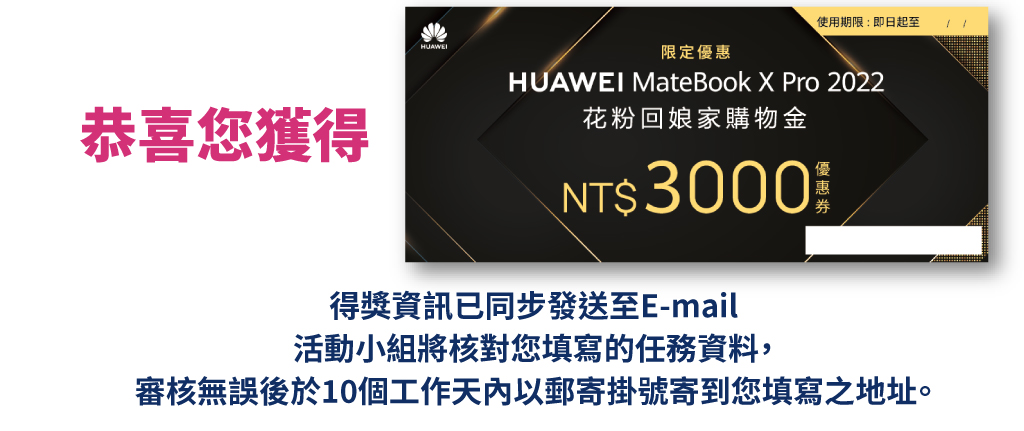 恭喜您獲得
HUAWEI
使用期限 : 即日起至 / /
限定優惠
HUAWEI MateBook X Pro 2022
花粉回娘家購物金
NT$3000優惠券
得獎資訊已同步發送至E-mail
活動小組將核對您填寫的任務資料，
審核無誤後於10個工作天內以郵寄掛號寄到您填寫之地址。